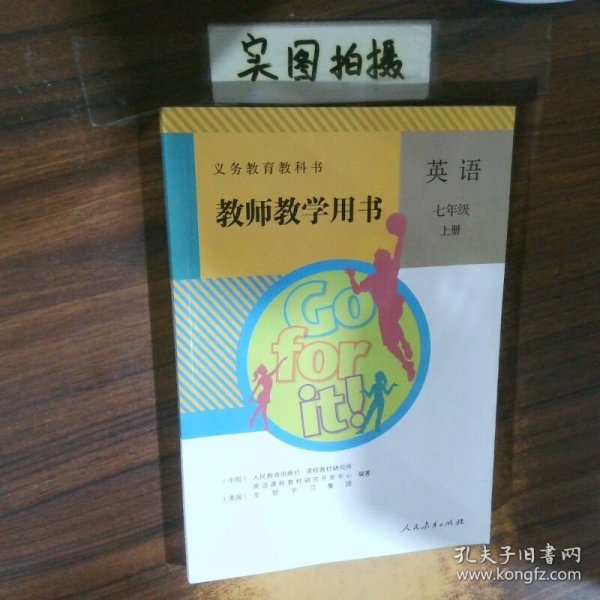 实图拍摄
义务教育教科书
教师教学用书
英语
七年级
上册
Go
for
it!
(中国) 人民教育出版社 课程教材研究所
英语课程教材研究开发中心 编著
(美国) 圣智学习集团
人民教育出版社
孔夫子旧书网
www.kongfz.com